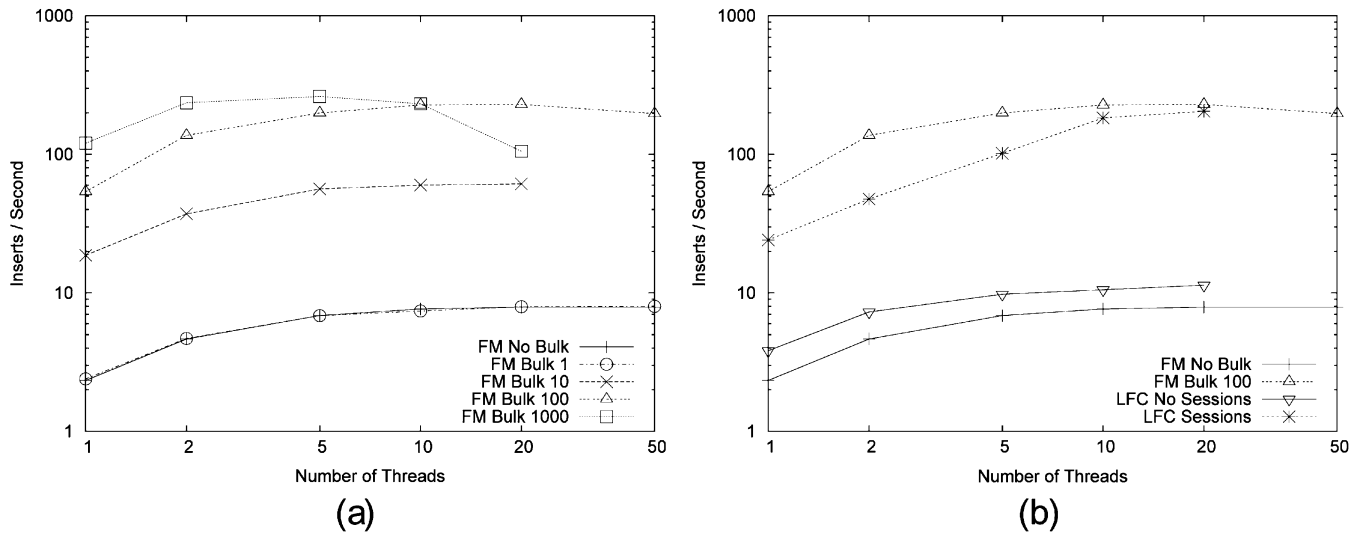 1000
100
10
1
Inserts / Second
FM No Bulk
FM Bulk 1
FM Bulk 10
FM Bulk 100
FM Bulk 1000
1 2 5 10 20 50
Number of Threads
(a)
1000
100
10
1
Inserts / Second
FM No Bulk
FM Bulk 100
LFC No Sessions
LFC Sessions
1 2 5 10 20 50
Number of Threads
(b)